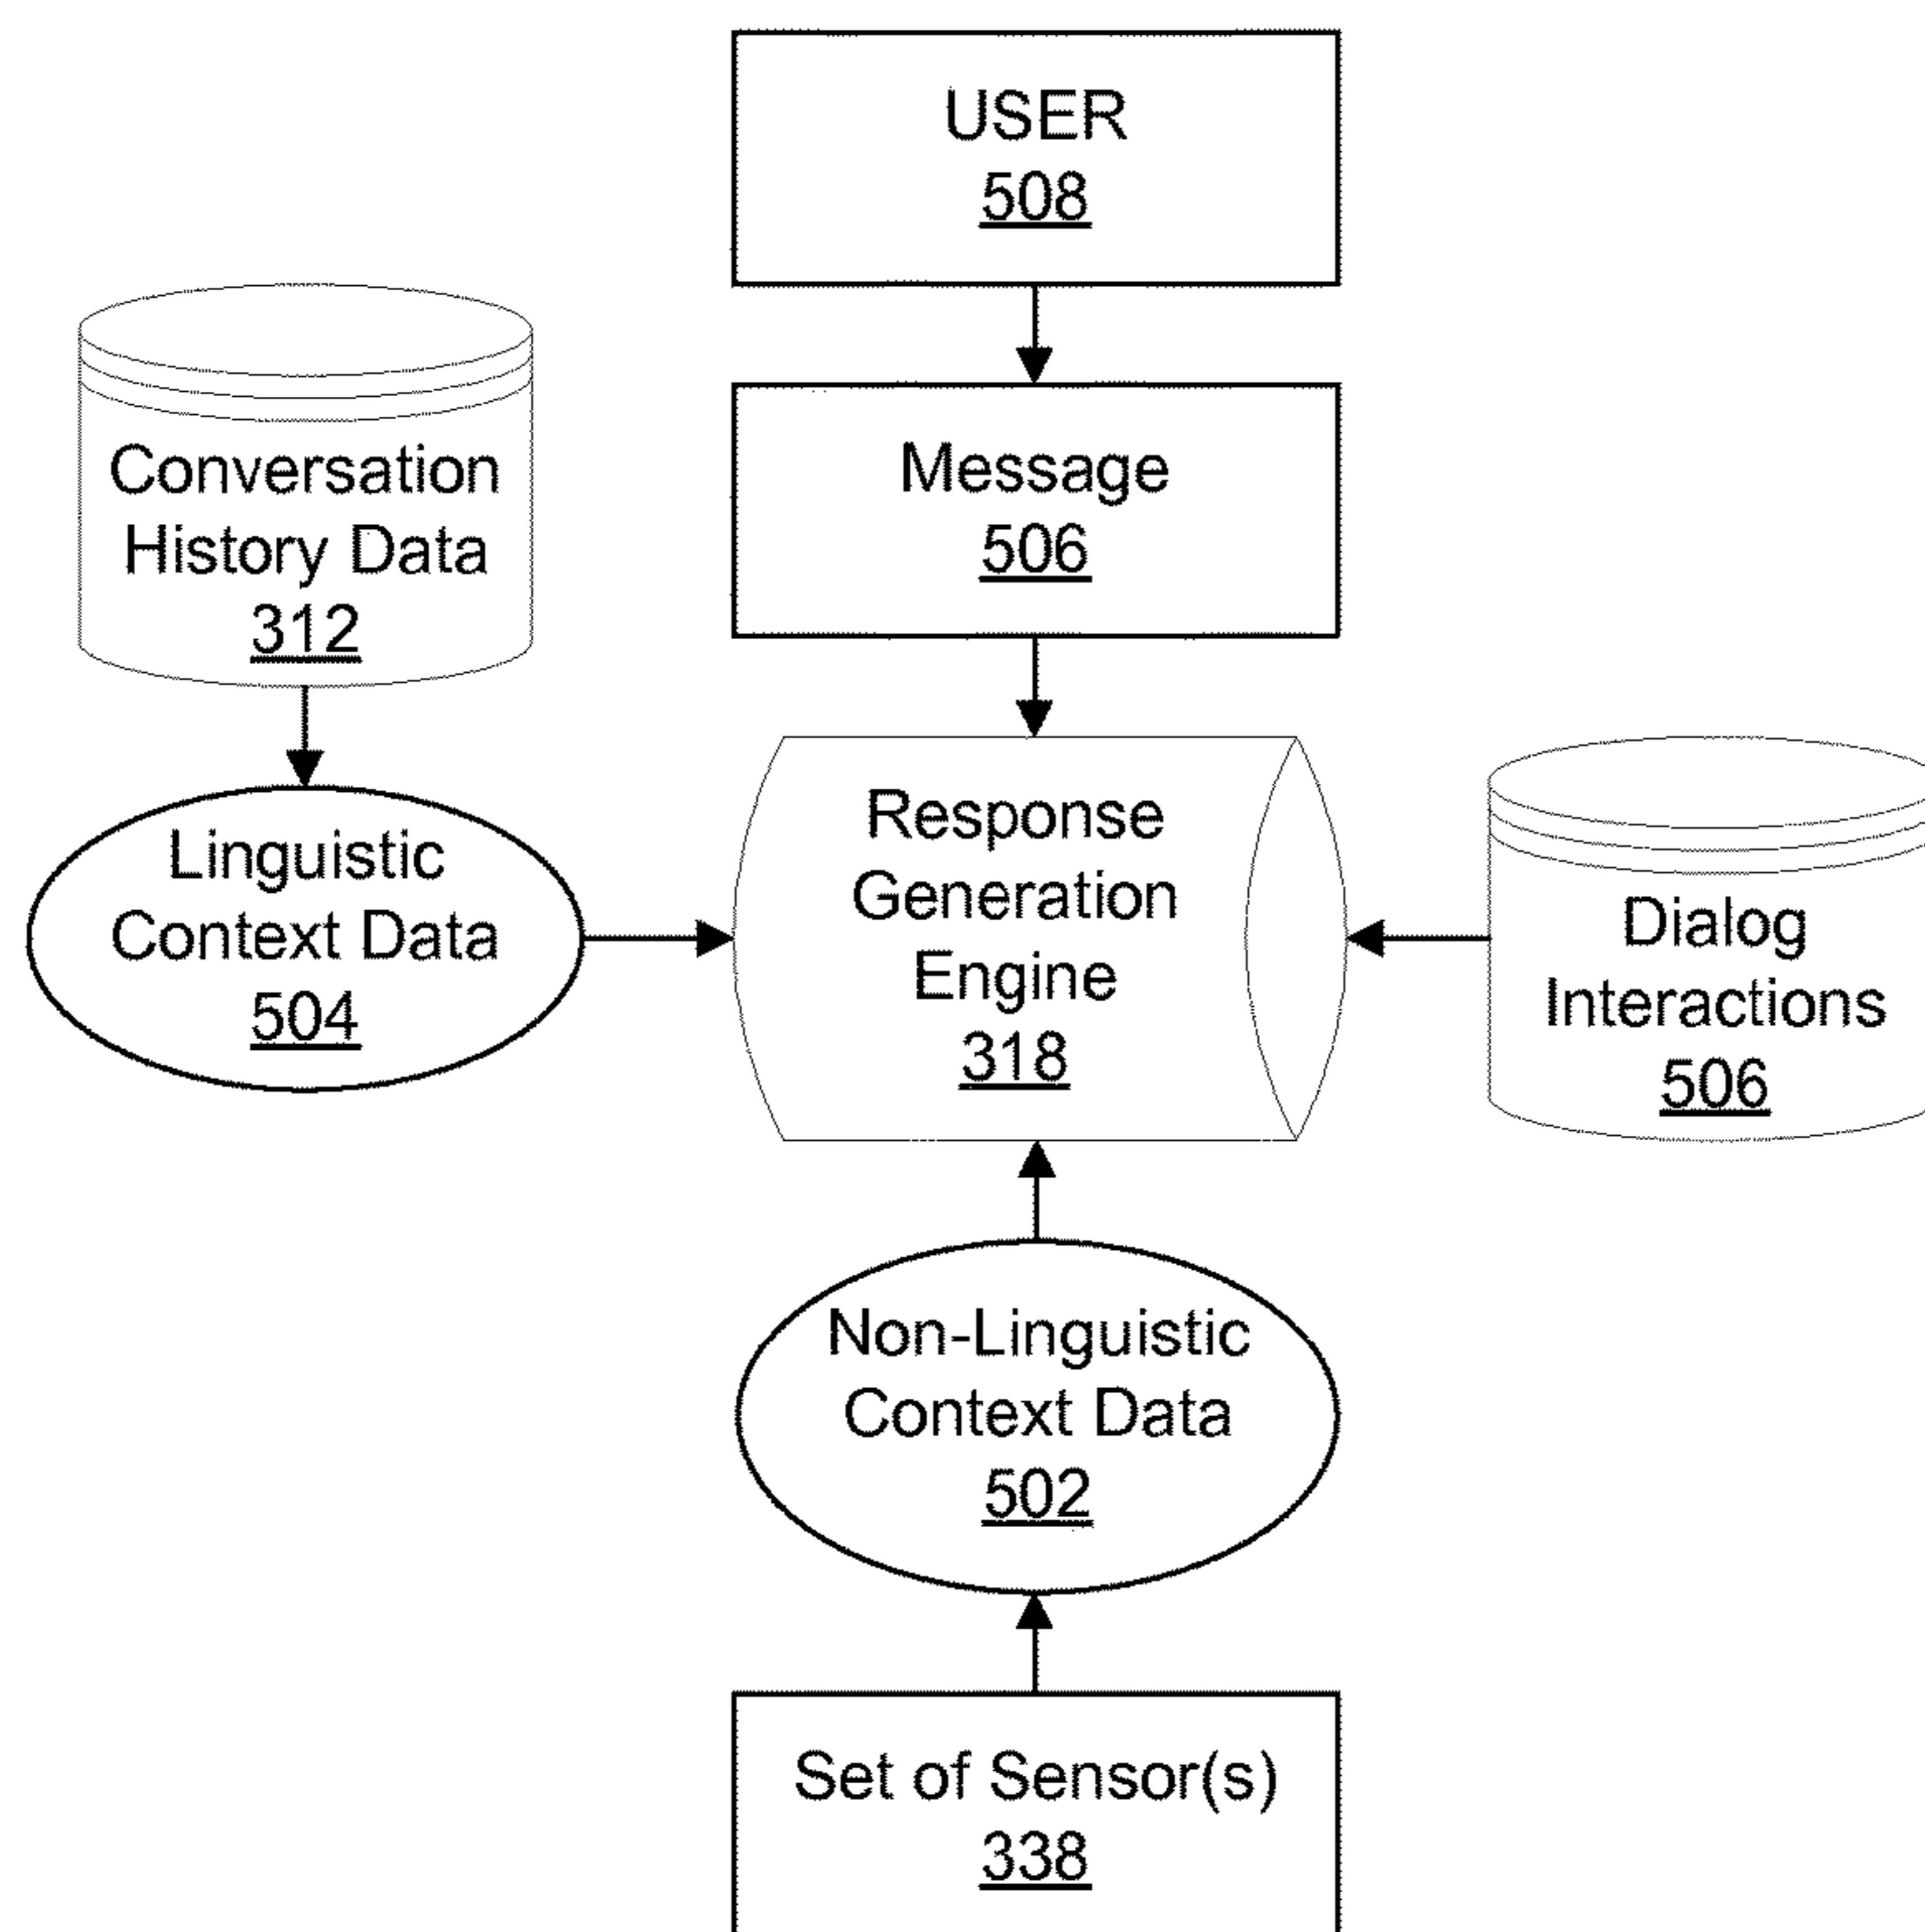 USER
508
Conversation
History Data
312
Message
506
Linguistic
Context Data
504
Response
Generation
Engine
318
Dialog
Interactions
506
Non-Linguistic
Context Data
502
Set of Sensor(s)
338